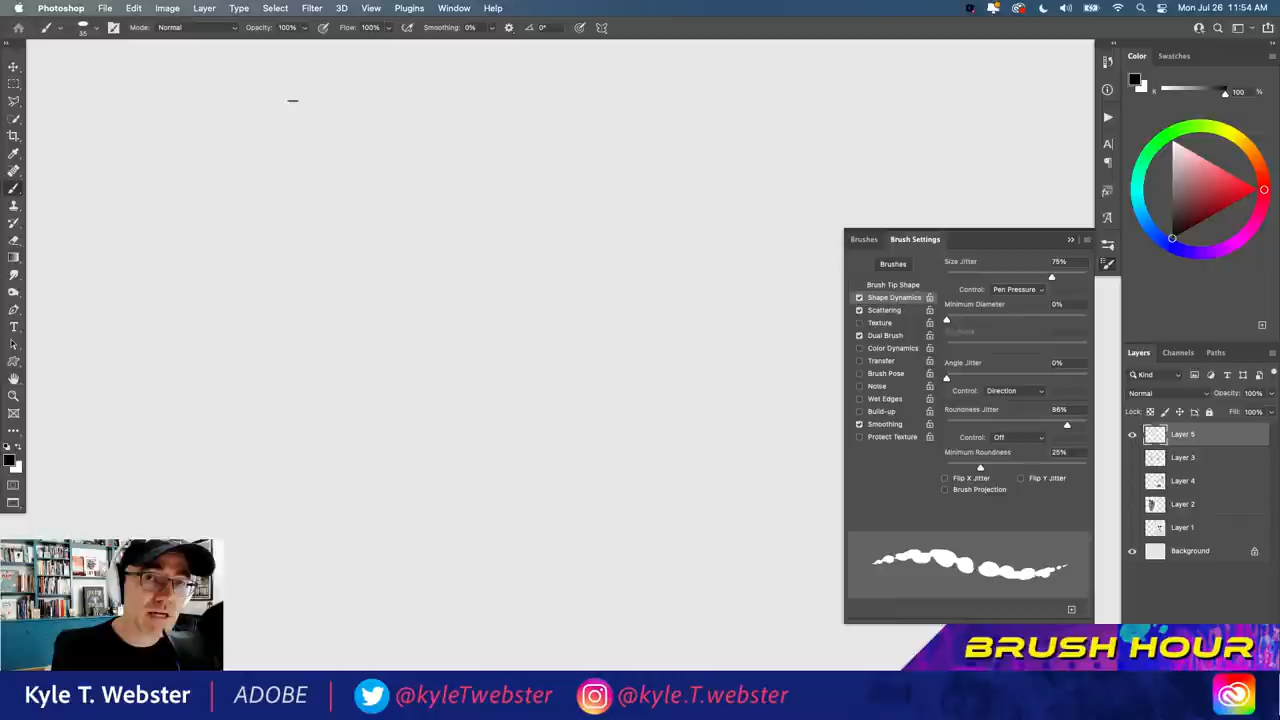 Photoshop File Edit Image Layer Type Select Filter 3D View Plugins Window Help Mon Jul 26 11:54 AM
35 Mode: Normal Opacity: 100% Flow: 100% Smoothing: 0% 0°
Color Swatches
K 100 %
Brushes Brush Settings
Brushes
Brush Tip Shape
Shape Dynamics
Scattering
Texture
Dual Brush
Color Dynamics
Transfer
Brush Pose
Noise
Wet Edges
Build-up
Smoothing
Protect Texture
Size Jitter 75%
Control: Pen Pressure
Minimum Diameter 0%
Angle Jitter 0%
Control: Direction
Roundness Jitter 86%
Control: Off
Minimum Roundness 25%
Flip X Jitter Flip Y Jitter
Brush Projection
Layers Channels Paths
Kind
Normal Opacity: 100%
Lock: Fill: 100%
Layer 5
Layer 3
Layer 4
Layer 2
Layer 1
Background
BRUSH HOUR
Kyle T. Webster | ADOBE | @kyleTwebster @kyle.T.webster